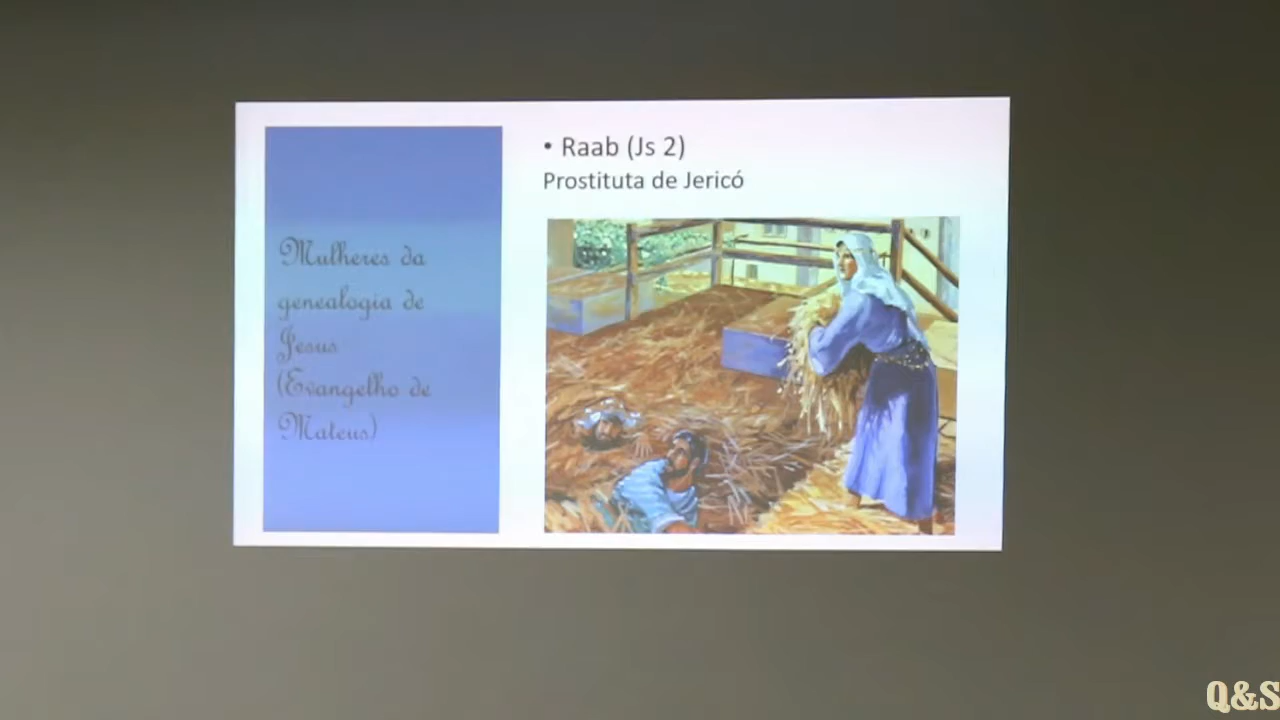 Mulheres da
genealogia de
Jesus
(Evangelho de
Mateus)
• Raab (Js 2)
Prostituta de Jericó
Q&S